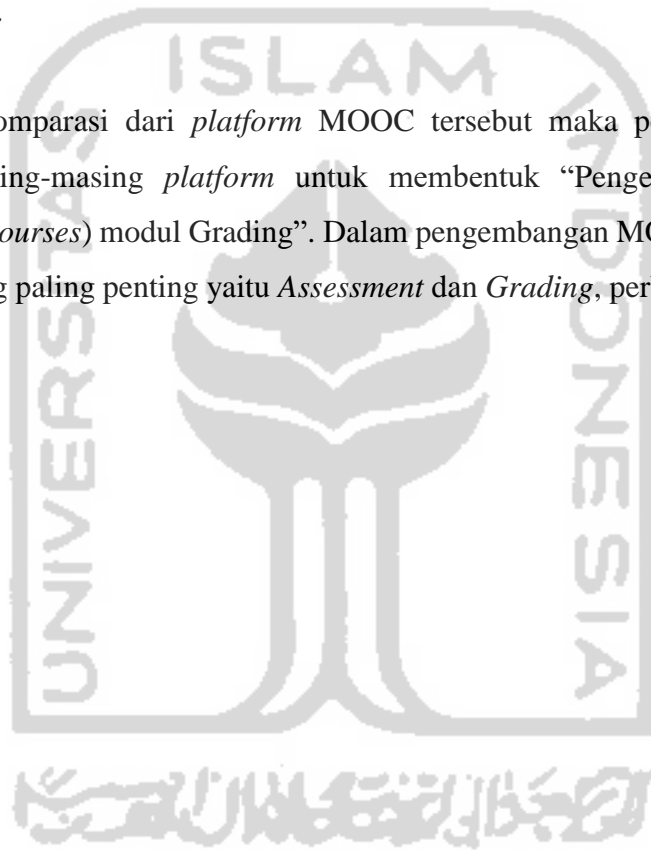 .
ISLAM
omparasi dari platform MOOC tersebut maka p
ing-masing platform untuk membentuk “Penge
ourses) modul Grading”. Dalam pengembangan MO
g paling penting yaitu Assessment dan Grading, per
UNIVERSITAS
INDONESIA